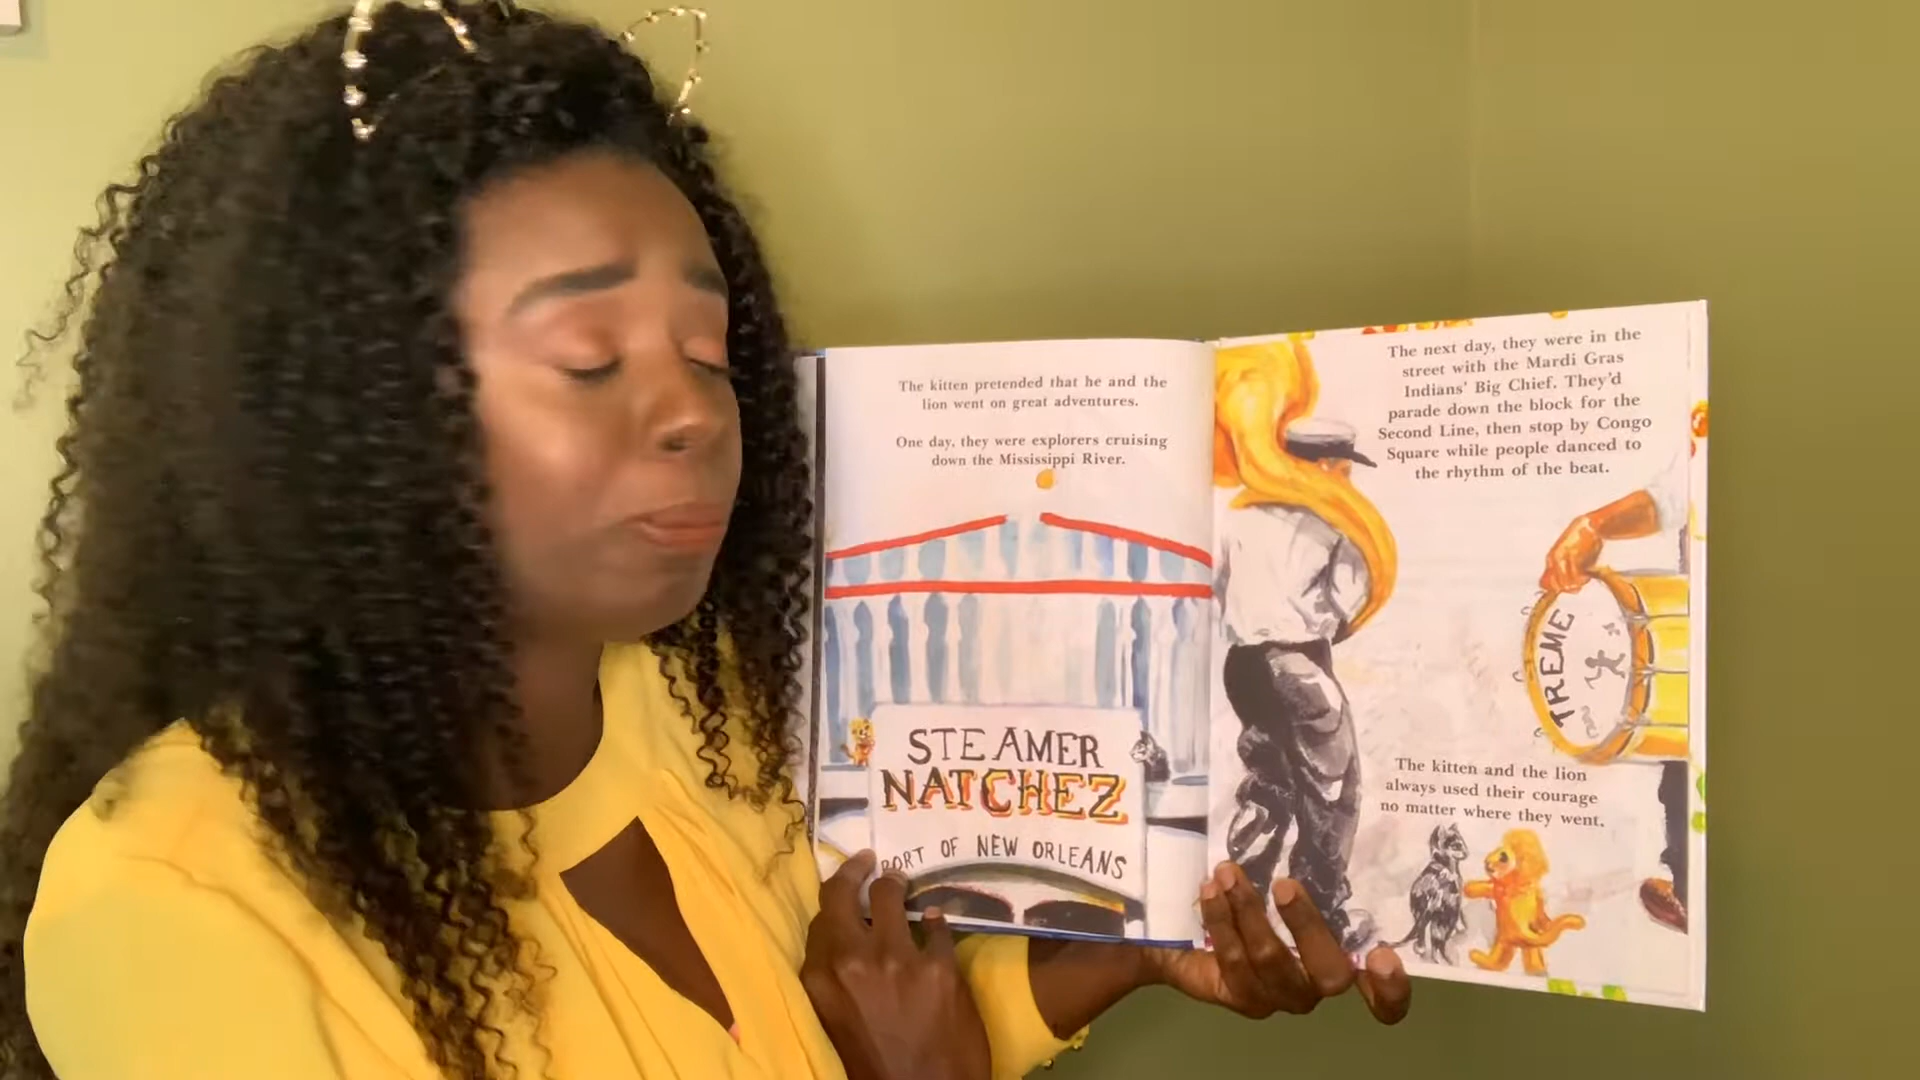 The kitten pretended that he and the
lion went on great adventures.
One day, they were explorers cruising
down the Mississippi River.
STEAMER
NATCHEZ
PORT OF NEW ORLEANS
The next day, they were in the
street with the Mardi Gras
Indians' Big Chief. They'd
parade down the block for the
Second Line, then stop by Congo
Square while people danced to
the rhythm of the beat.
TREME
The kitten and the lion
always used their courage
no matter where they went.